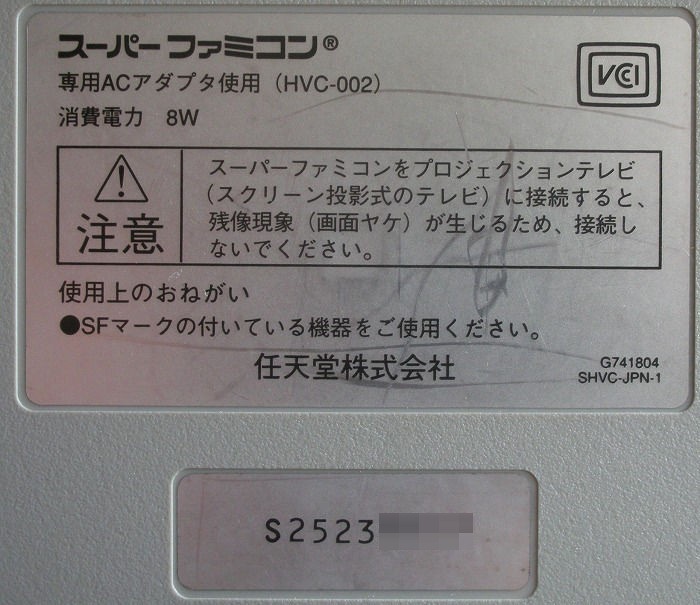 スーパーファミコン®
専用ACアダプタ使用（HVC-002）
消費電力　8W
VCCI
注意
スーパーファミコンをプロジェクションテレビ
（スクリーン投影式のテレビ）に接続すると、
残像現象（画面ヤケ）が生じるため、接続し
ないでください。
使用上のおねがい
●SFマークの付いている機器をご使用ください。
任天堂株式会社
G741804
SHVC-JPN-1
S2523